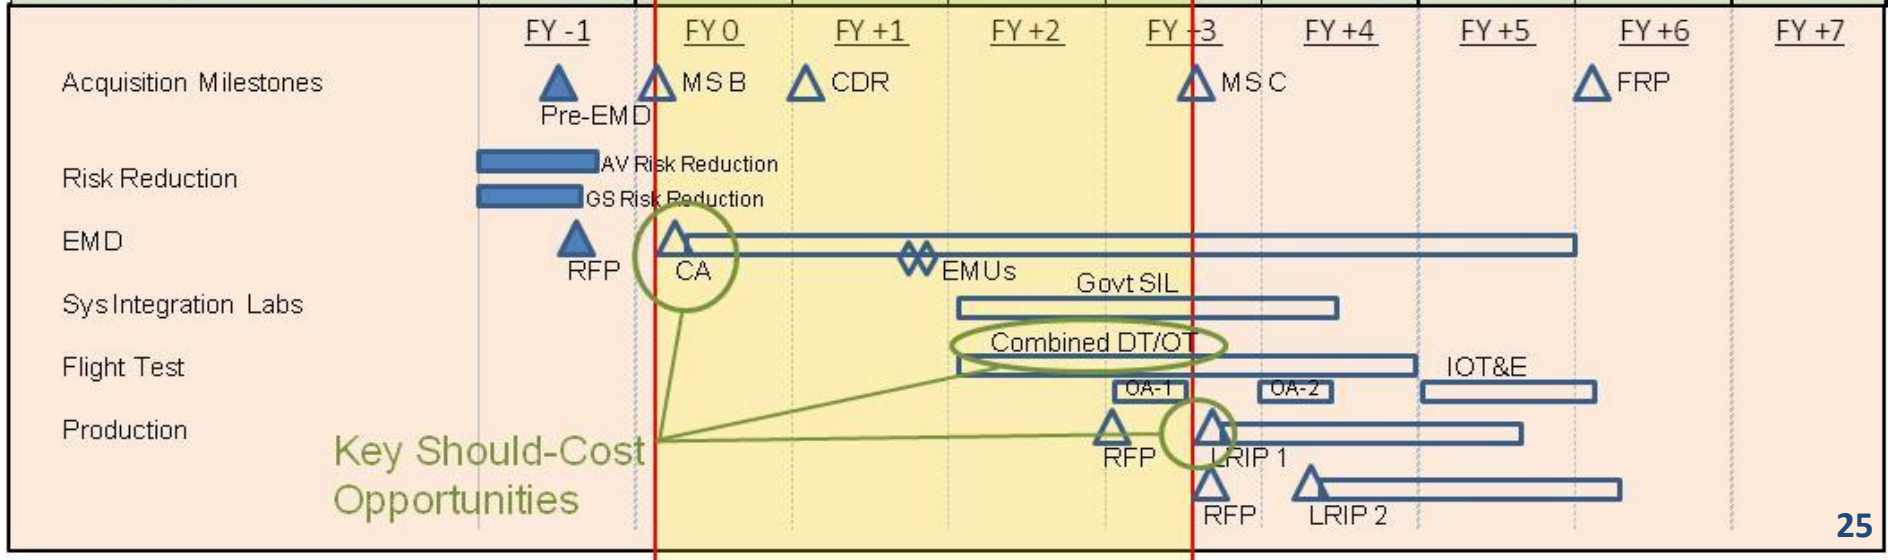 FY -1 FY 0 FY +1 FY +2 FY +3 FY +4 FY +5 FY +6 FY +7
Acquisition Milestones MS B CDR MS C FRP
Pre-EMD
AV Risk Reduction
Risk Reduction
GS Risk Reduction
EMD
RFP CA EMUs
Govt SIL
Sys Integration Labs
Combined DT/OT
Flight Test IOT&E
OA-1 OA-2
Production
Key Should-Cost
RFP LRIP 1
Opportunities
RFP LRIP 2
25